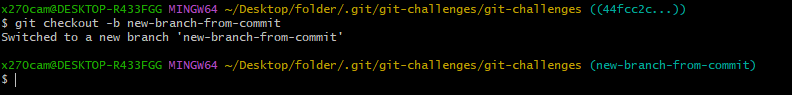 x270cam@DESKTOP-R433FGG MINGW64 ~/Desktop/folder/.git/git-challenges/git-challenges ((44fcc2c...))
$ git checkout -b new-branch-from-commit
Switched to a new branch 'new-branch-from-commit'
x270cam@DESKTOP-R433FGG MINGW64 ~/Desktop/folder/.git/git-challenges/git-challenges (new-branch-from-commit)
$